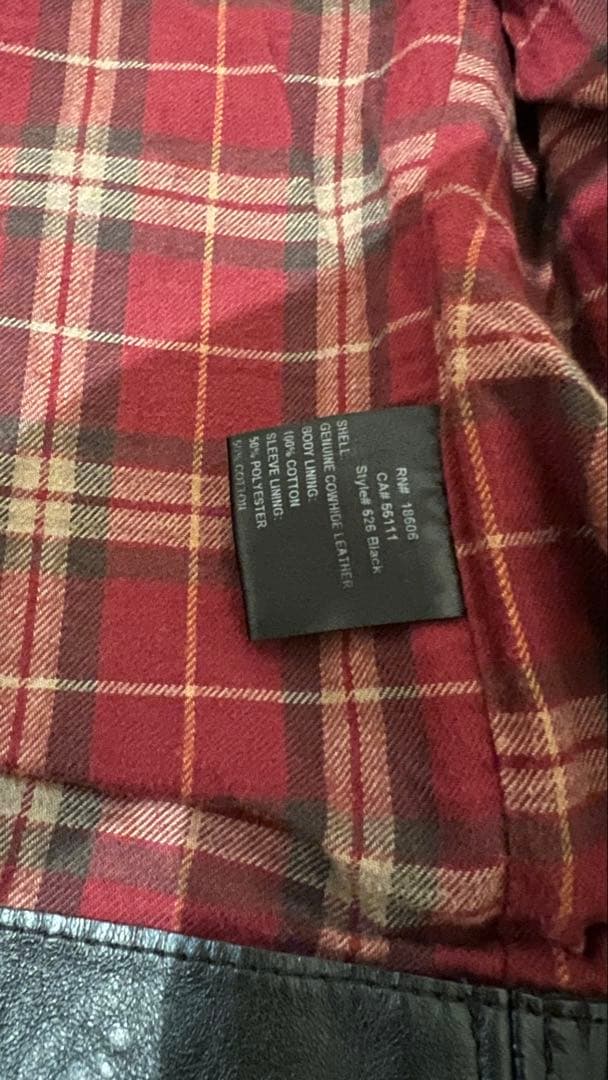 RN# 18606
CA# 55111
Style# 626 Black
SHELL:
GENUINE COWHIDE LEATHER
BODY LINING:
100% COTTON
SLEEVE LINING:
50% POLYESTER
50% COTTON